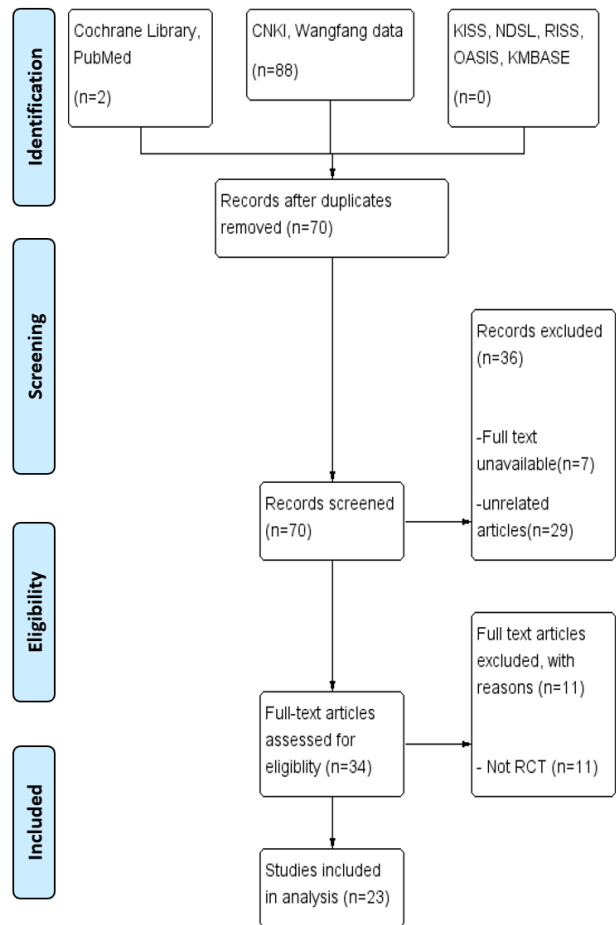 Identification
Cochrane Library,
PubMed
(n=2)
CNKI, Wangfang data
(n=88)
KISS, NDSL, RISS,
OASIS, KMBASE
(n=0)
Records after duplicates
removed (n=70)
Screening
Records excluded
(n=36)
-Full text
unavailable(n=7)
-unrelated
articles(n=29)
Records screened
(n=70)
Eligibility
Full text articles
excluded, with
reasons (n=11)
- Not RCT (n=11)
Full-text articles
assessed for
eligiblity (n=34)
Included
Studies included
in analysis (n=23)